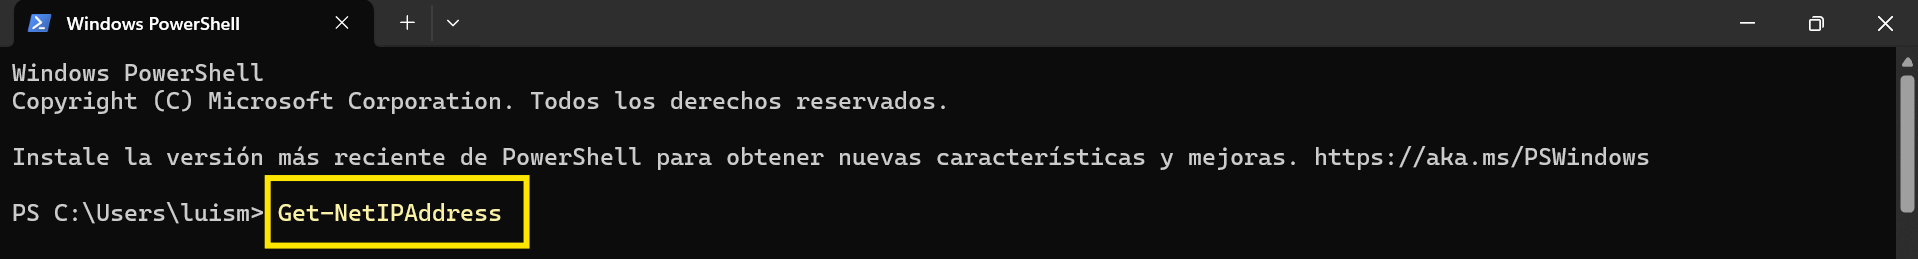 Windows PowerShell
Windows PowerShell
Copyright (C) Microsoft Corporation. Todos los derechos reservados.
Instale la versión más reciente de PowerShell para obtener nuevas características y mejoras. https://aka.ms/PSWindows
PS C:\Users\luism> Get-NetIPAddress